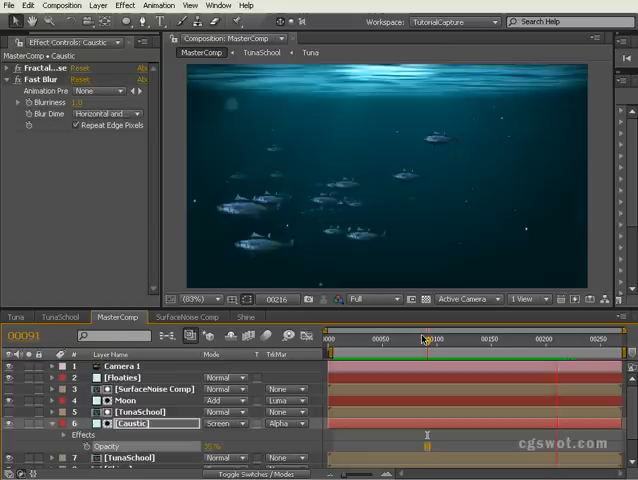 File Edit Composition Layer Effect Animation View Window Help
Workspace: TutorialCapture Search Help
Effect Controls: Caustic
Composition: MasterComp
MasterComp • Caustic
MasterComp TunaSchool Tuna
Fractal...se Reset Ab
Fast Blur Reset Ab
Animation Pre None
Blurriness 1.0
Blur Dime Horizontal and...
Repeat Edge Pixels
(83%) 00216 Full Active Camera 1 View
Tuna TunaSchool MasterComp SurfaceNoise Comp Shine
00091
0000 00050 00100 00150 00200 00250
# Layer Name Mode T TrkMat
1 Camera 1
2 [Floaties] Normal
3 [SurfaceNoise Comp] Normal None
4 Moon Add Luma
5 [TunaSchool] Normal None
6 [Caustic] Screen Alpha
Effects
Opacity
cgswot.com
7 [TunaSchool] Normal None
Toggle Switches / Modes